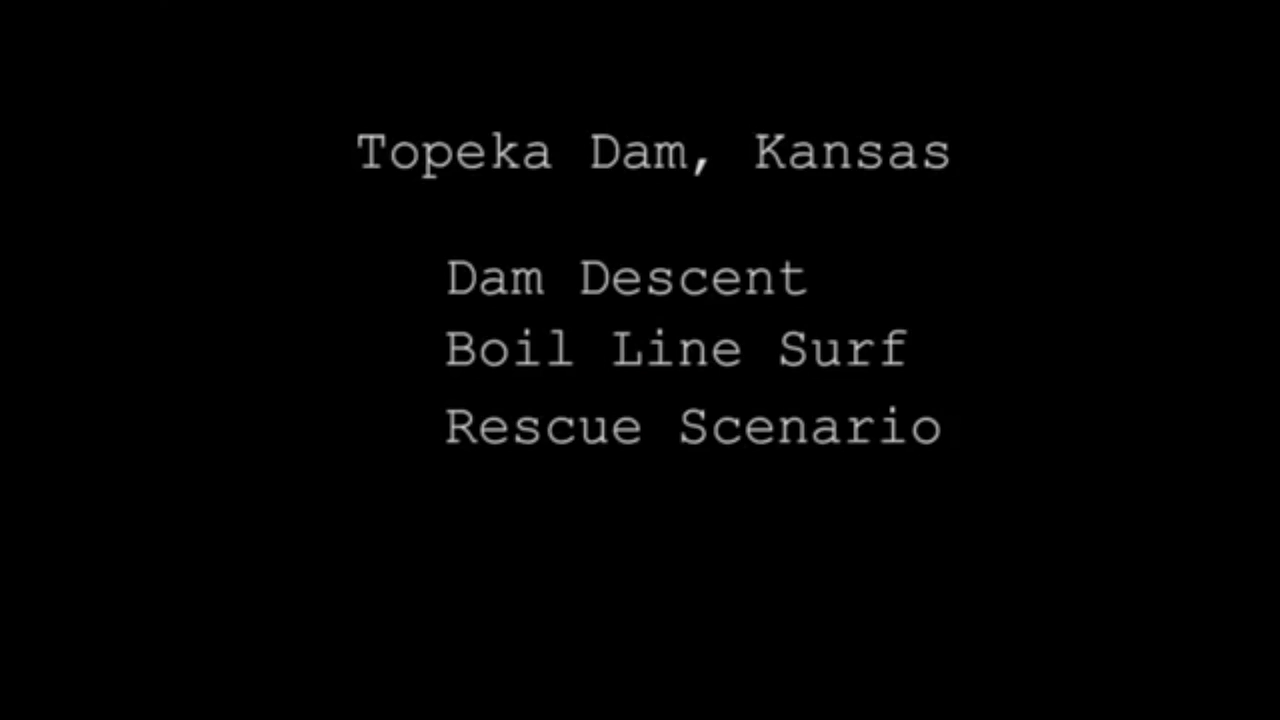 Topeka Dam, Kansas
Dam Descent
Boil Line Surf
Rescue Scenario